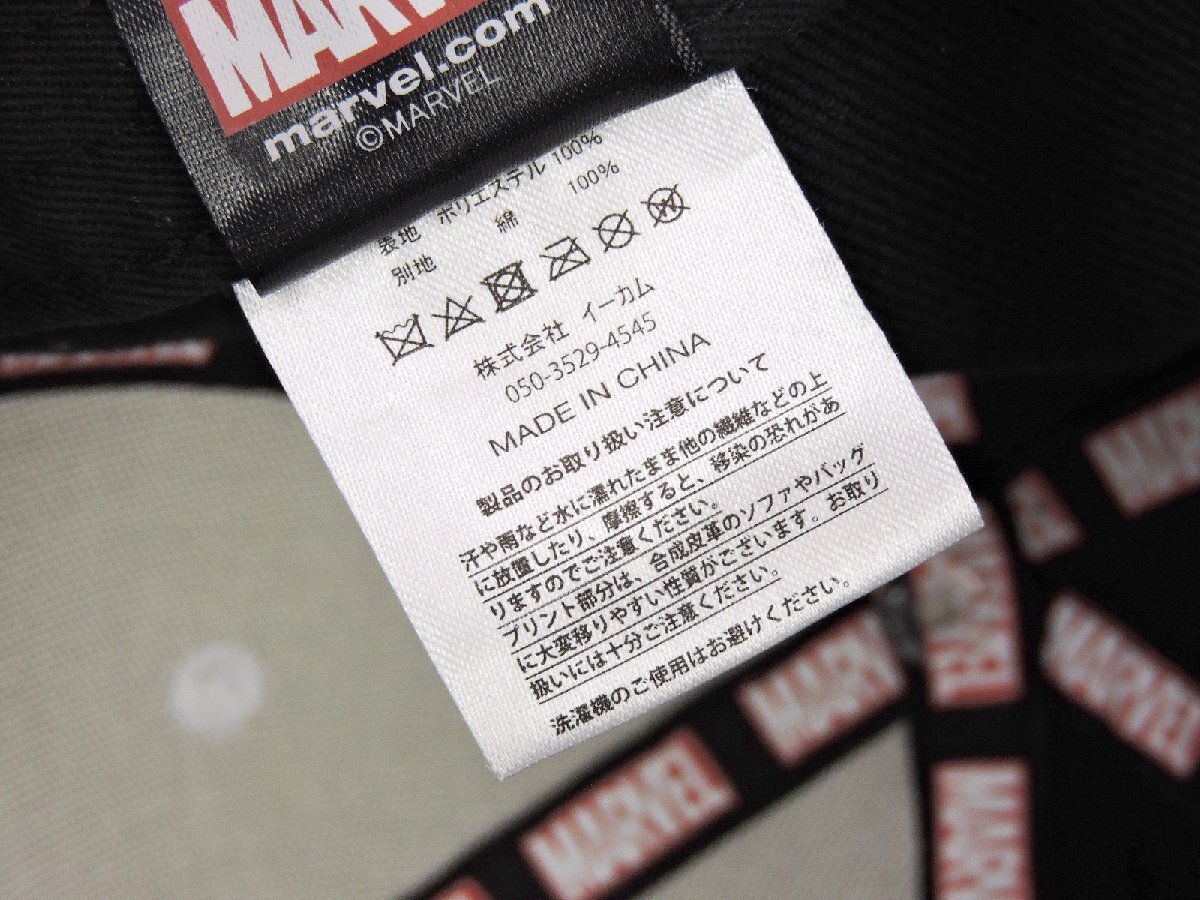 MARVEL
marvel.com
©MARVEL
表地 ポリエステル 100%
別地 綿 100%
株式会社 イーカム
050-3529-4545
MADE IN CHINA
製品のお取り扱い注意について
汗や雨など水に濡れたまま他の繊維などの上
に放置したり、摩擦すると、移染の恐れがあ
りますのでご注意ください。
プリント部分は、合成皮革のソファやバッグ
に大変移りやすい性質がございます。お取り
扱いには十分ご注意ください。
洗濯機のご使用はお避けください。
MARVEL
MARVEL
MARVEL
MARVEL
MARVEL
MARVEL